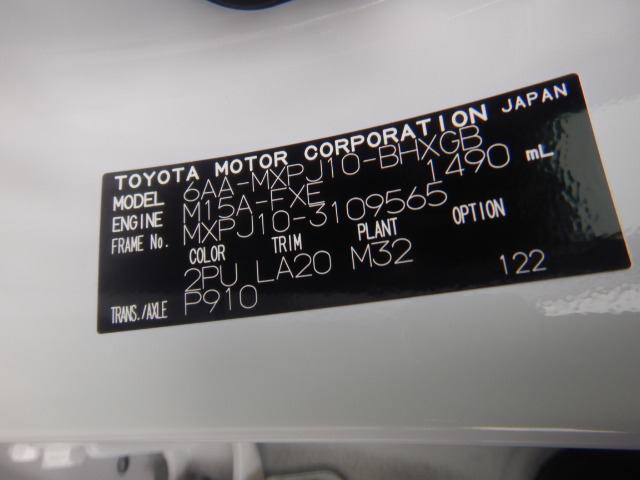 TOYOTA MOTOR CORPORATION JAPAN
MODEL 6AA-MXPJ10-BHXGB
ENGINE M15A-FXE 1490 mL
FRAME No. MXPJ10-3109565
COLOR TRIM PLANT OPTION
2PU LA20 M32
TRANS./AXLE P910 122